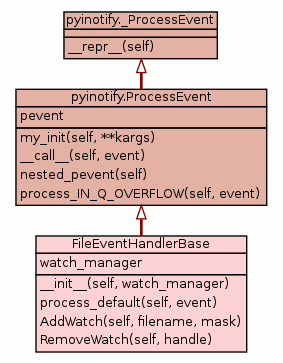 pyinotify._ProcessEvent
__repr__(self)
pyinotify.ProcessEvent
pevent
my_init(self, **kargs)
__call__(self, event)
nested_pevent(self)
process_IN_Q_OVERFLOW(self, event)
FileEventHandlerBase
watch_manager
__init__(self, watch_manager)
process_default(self, event)
AddWatch(self, filename, mask)
RemoveWatch(self, handle)